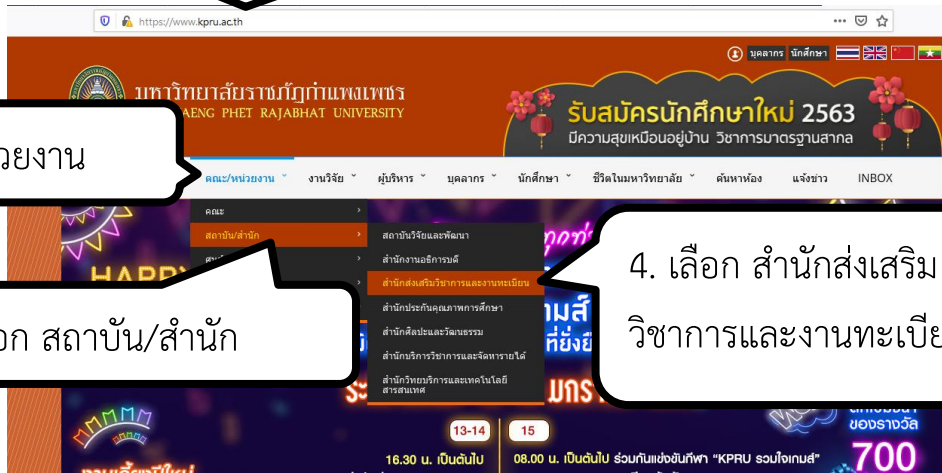 https://www.kpru.ac.th
บุคลากร นักศึกษา
มหาวิทยาลัยราชภัฏกำแพงเพชร
AENG PHET RAJABHAT UNIVERSITY
รับสมัครนักศึกษาใหม่ 2563
มีความสุขเหมือนอยู่บ้าน วิชาการมาตรฐานสากล
วยงาน
คณะ/หน่วยงาน งานวิจัย ผู้บริหาร บุคลากร นักศึกษา ชีวิตในมหาวิทยาลัย ค้นหาห้อง แจ้งข่าว INBOX
คณะ
สถาบัน/สำนัก
สถาบันวิจัยและพัฒนา
สำนักงานอธิการบดี
สำนักส่งเสริมวิชาการและงานทะเบียน
สำนักประกันคุณภาพการศึกษา
สำนักศิลปะและวัฒนธรรม
สำนักบริการวิชาการและจัดหารายได้
สำนักวิทยบริการและเทคโนโลยี
สารสนเทศ
4. เลือก สำนักส่งเสริม
วิชาการและงานทะเบีย
อก สถาบัน/สำนัก
HAPP
ที่ยั่งยื
มกร
13-14 15
ของรางวัล
700
16.30 น. เป็นต้นไป 08.00 น. เป็นต้นไป ร่วมกันแข่งขันกีฬา "KPRU รวมใจเกมส์"